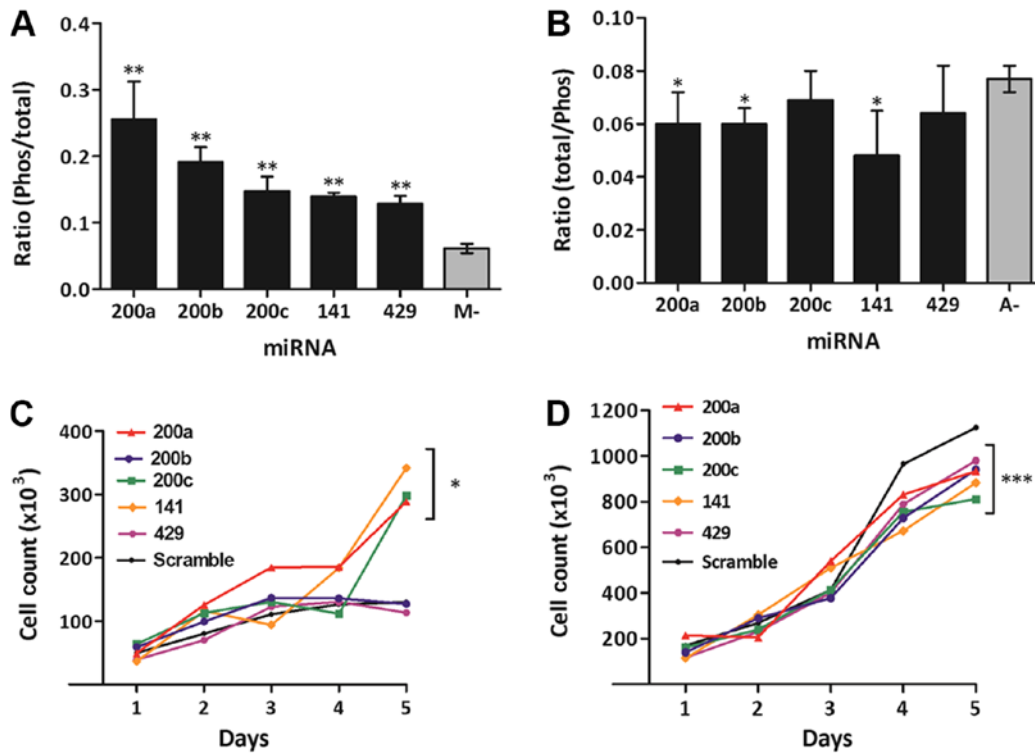 A
Ratio (Phos/total)
0.4
0.3
0.2
0.1
0.0
** ** ** ** **
200a 200b 200c 141 429 M-
miRNA
B
Ratio (total/Phos)
0.10
0.08
0.06
0.04
0.02
0.00
* * *
200a 200b 200c 141 429 A-
miRNA
C
Cell count (x10³)
400
300
200
100
200a
200b
200c
141
429
Scramble
*
1 2 3 4 5
Days
D
Cell count (x10³)
1200
1000
800
600
400
200
200a
200b
200c
141
429
Scramble
***
1 2 3 4 5
Days